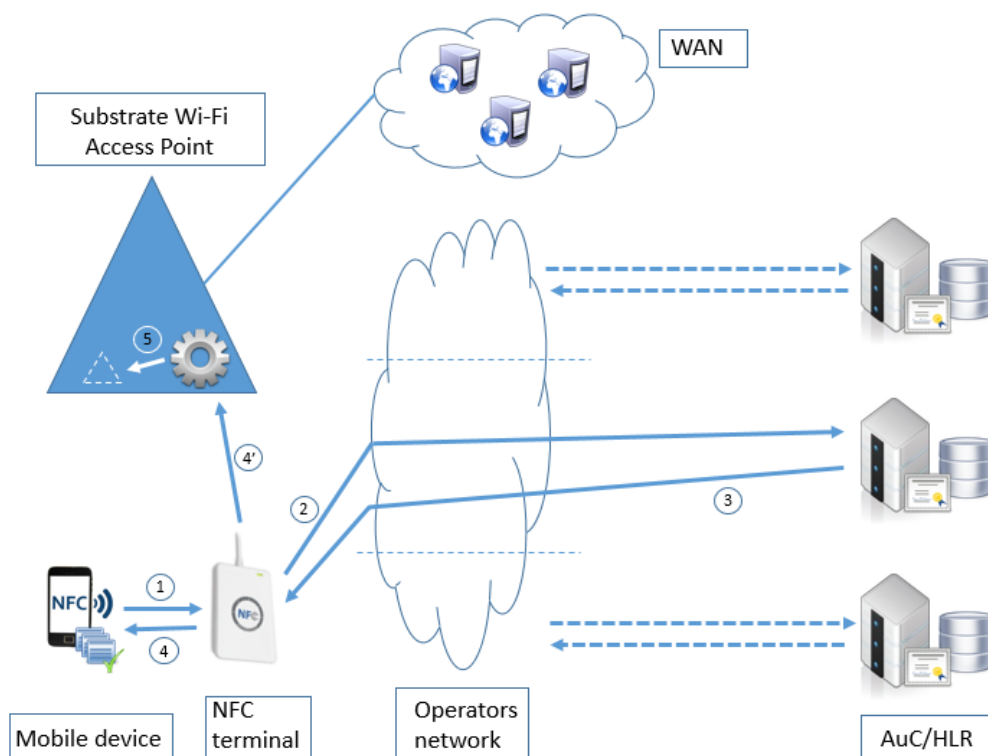 WAN
Substrate Wi-Fi
Access Point
5
4’
2
3
NFC
1
4
NFC
Mobile device
NFC
terminal
Operators
network
AuC/HLR